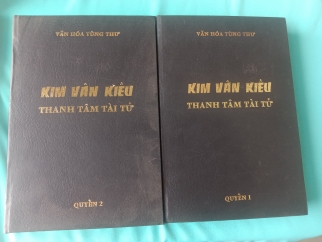 VĂN HÓA TÙNG THƯ
KIM VÂN KIỀU
THANH TÂM TÀI TỬ
QUYỂN 2
VĂN HÓA TÙNG THƯ
KIM VÂN KIỀU
THANH TÂM TÀI TỬ
QUYỂN 1